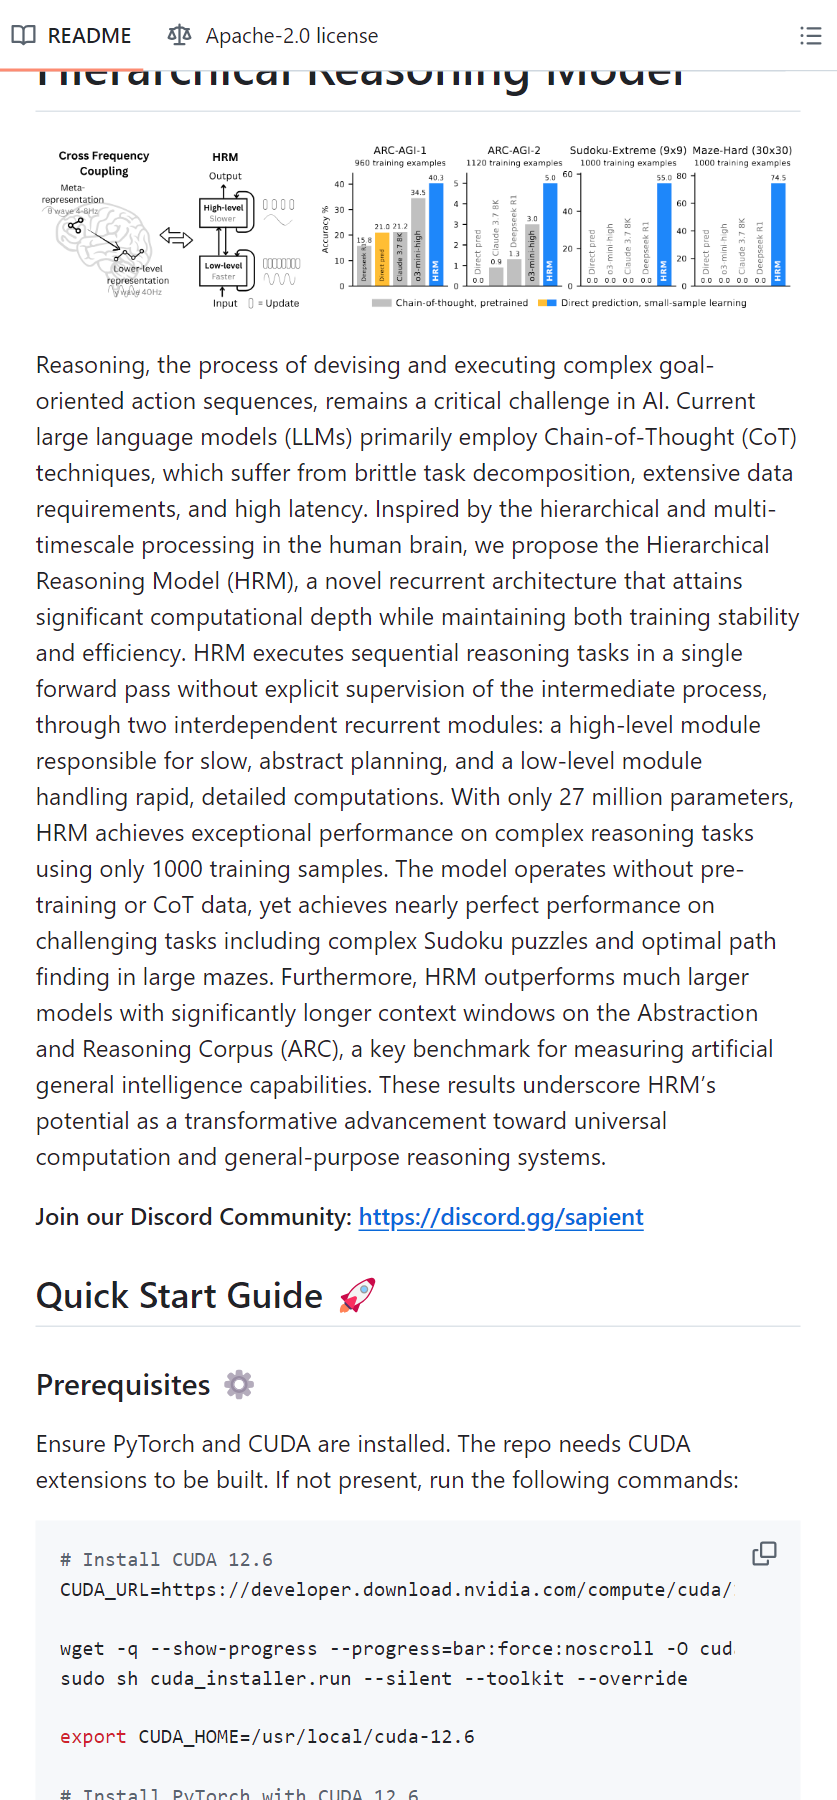 README
Apache-2.0 license
Hierarchical Reasoning Model
Cross Frequency
Coupling
Meta-
representation
θ wave 4-8Hz
Lower-level
representation
γ wave 40Hz
HRM
Output
High-level
Slower
Low-level
Faster
Input
= Update
ARC-AGI-1
960 training examples
Accuracy %
40
30
20
10
0
15.8
21.0
21.2
34.5
40.3
Deepseek R1
Direct pred
Claude 3.7 8K
o3-mini-high
HRM
ARC-AGI-2
1120 training examples
5
4
3
2
1
0
0.0
0.9
1.3
3.0
5.0
Direct pred
Claude 3.7 8K
Deepseek R1
o3-mini-high
HRM
Sudoku-Extreme (9x9)
1000 training examples
60
40
20
0
0.0 0.0 0.0 0.0
55.0
Direct pred
o3-mini-high
Claude 3.7 8K
Deepseek R1
HRM
Maze-Hard (30x30)
1000 training examples
80
60
40
20
0
0.0 0.0 0.0 0.0
74.5
Direct pred
o3-mini-high
Claude 3.7 8K
Deepseek R1
HRM
Chain-of-thought, pretrained
Direct prediction, small-sample learning
Reasoning, the process of devising and executing complex goal-
oriented action sequences, remains a critical challenge in AI. Current
large language models (LLMs) primarily employ Chain-of-Thought (CoT)
techniques, which suffer from brittle task decomposition, extensive data
requirements, and high latency. Inspired by the hierarchical and multi-
timescale processing in the human brain, we propose the Hierarchical
Reasoning Model (HRM), a novel recurrent architecture that attains
significant computational depth while maintaining both training stability
and efficiency. HRM executes sequential reasoning tasks in a single
forward pass without explicit supervision of the intermediate process,
through two interdependent recurrent modules: a high-level module
responsible for slow, abstract planning, and a low-level module
handling rapid, detailed computations. With only 27 million parameters,
HRM achieves exceptional performance on complex reasoning tasks
using only 1000 training samples. The model operates without pre-
training or CoT data, yet achieves nearly perfect performance on
challenging tasks including complex Sudoku puzzles and optimal path
finding in large mazes. Furthermore, HRM outperforms much larger
models with significantly longer context windows on the Abstraction
and Reasoning Corpus (ARC), a key benchmark for measuring artificial
general intelligence capabilities. These results underscore HRM’s
potential as a transformative advancement toward universal
computation and general-purpose reasoning systems.
Join our Discord Community: https://discord.gg/sapient
Quick Start Guide 🚀
Prerequisites ⚙️
Ensure PyTorch and CUDA are installed. The repo needs CUDA
extensions to be built. If not present, run the following commands:
# Install CUDA 12.6
CUDA_URL=https://developer.download.nvidia.com/compute/cuda/
wget -q --show-progress --progress=bar:force:noscroll -O cud
sudo sh cuda_installer.run --silent --toolkit --override
export CUDA_HOME=/usr/local/cuda-12.6
# Install PyTorch with CUDA 12.6